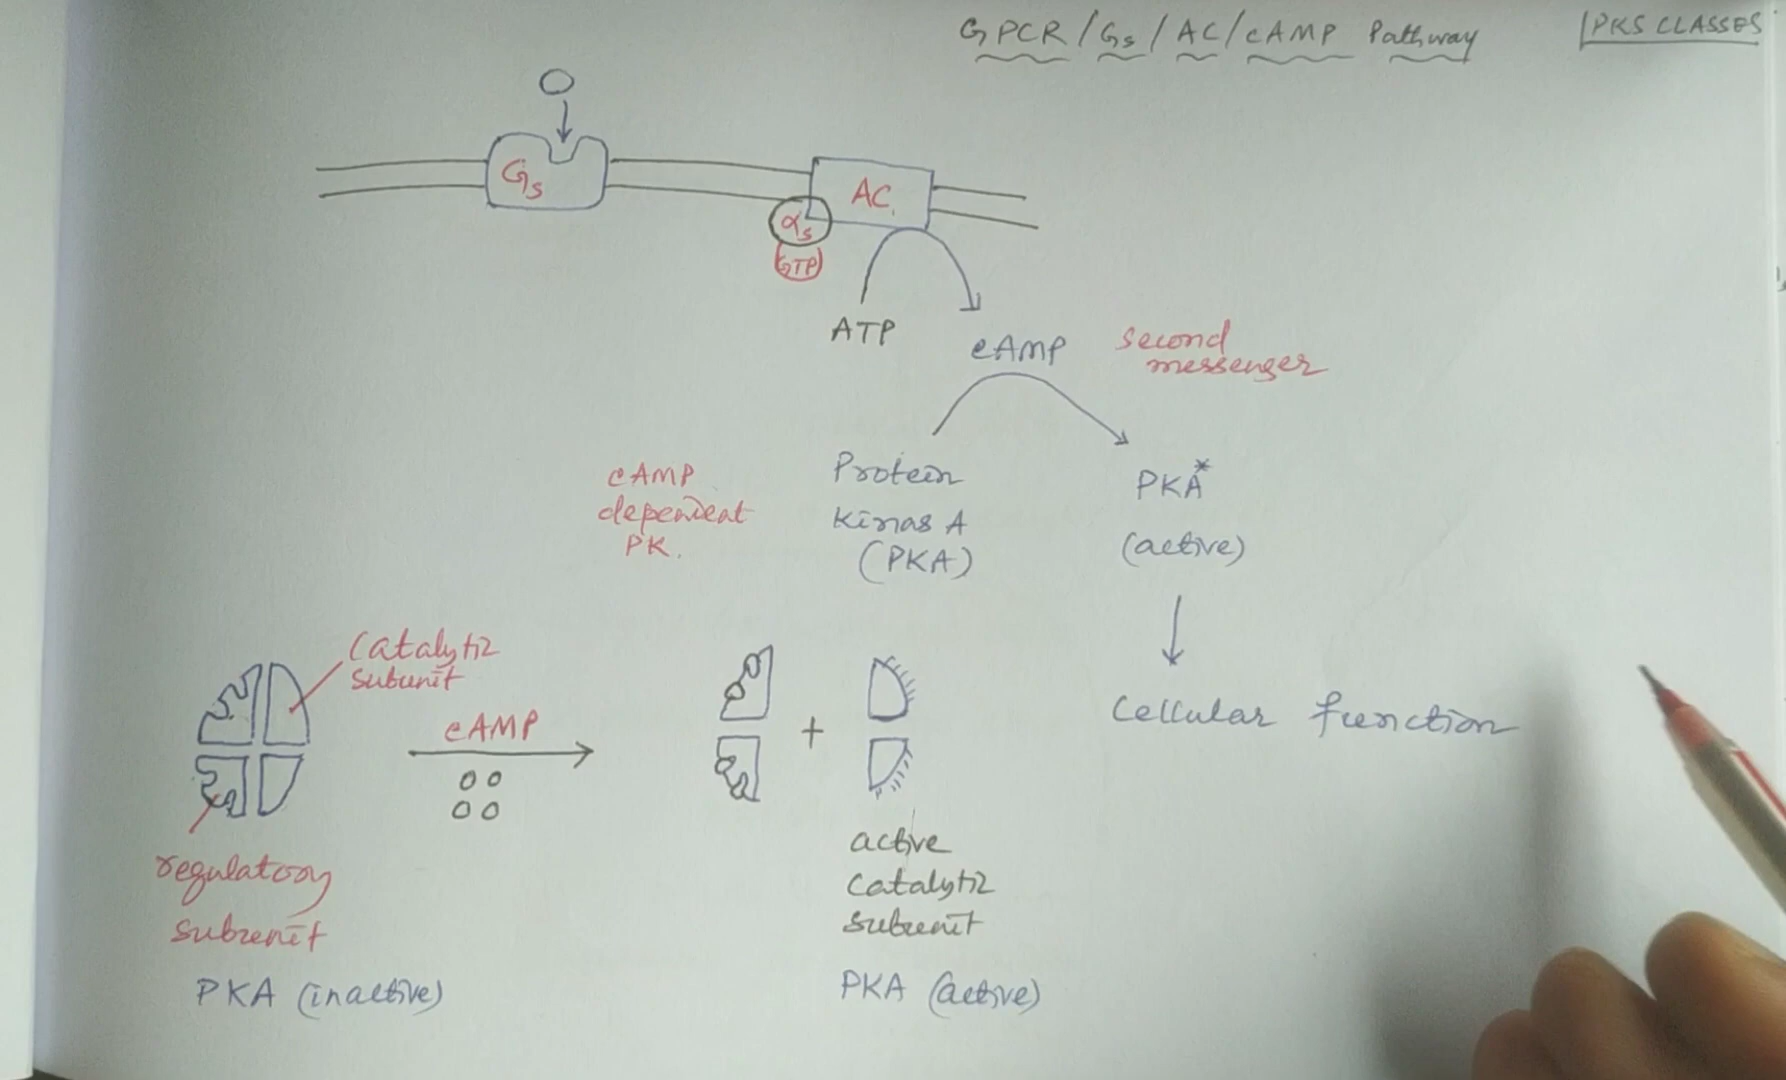 GPCR/Gs/AC/cAMP Pathway
PKS CLASSES
Gs
AC
αs
GTP
ATP
cAMP
second
messenger
cAMP
dependent
PK.
Protein
Kinas A
(PKA)
PKA*
(active)
Catalytic
subunit
cAMP
+
Cellular function
regulatory
subunit
PKA (inactive)
active
Catalytic
subunit
PKA (active)